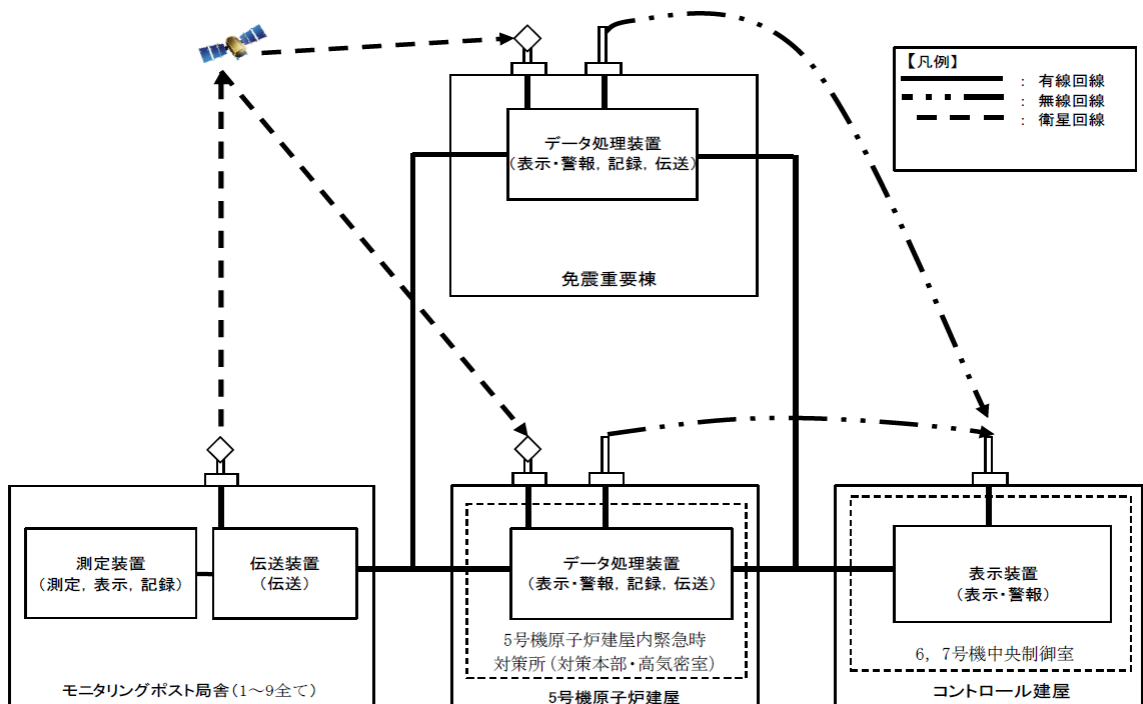 【凡例】
： 有線回線
： 無線回線
： 衛星回線
データ処理装置
(表示・警報, 記録, 伝送)
免震重要棟
測定装置
(測定, 表示, 記録)
伝送装置
(伝送)
モニタリングポスト局舎(1～9全て)
データ処理装置
(表示・警報, 記録, 伝送)
5号機原子炉建屋内緊急時
対策所(対策本部・高気密室)
5号機原子炉建屋
表示装置
(表示・警報)
6, 7号機中央制御室
コントロール建屋